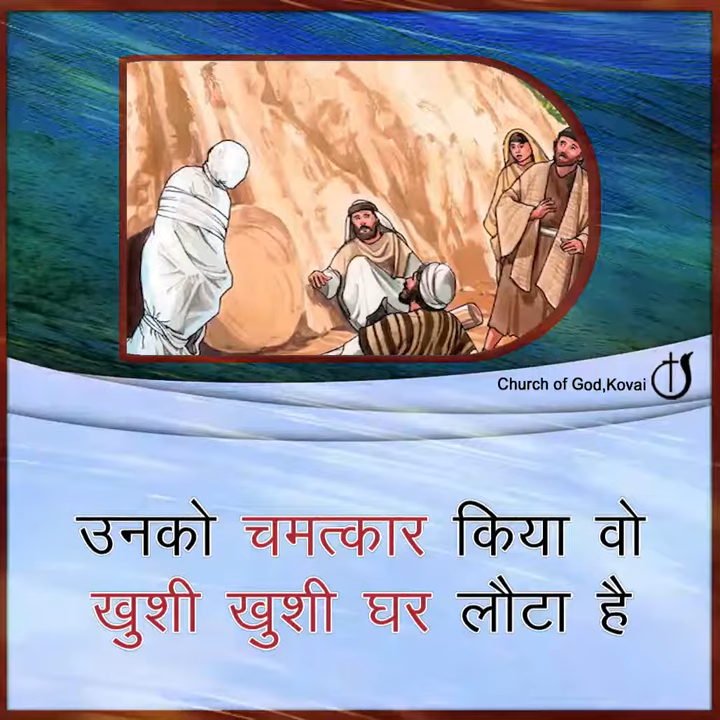 Church of God,Kovai
उनको चमत्कार किया वो
खुशी खुशी घर लौटा है